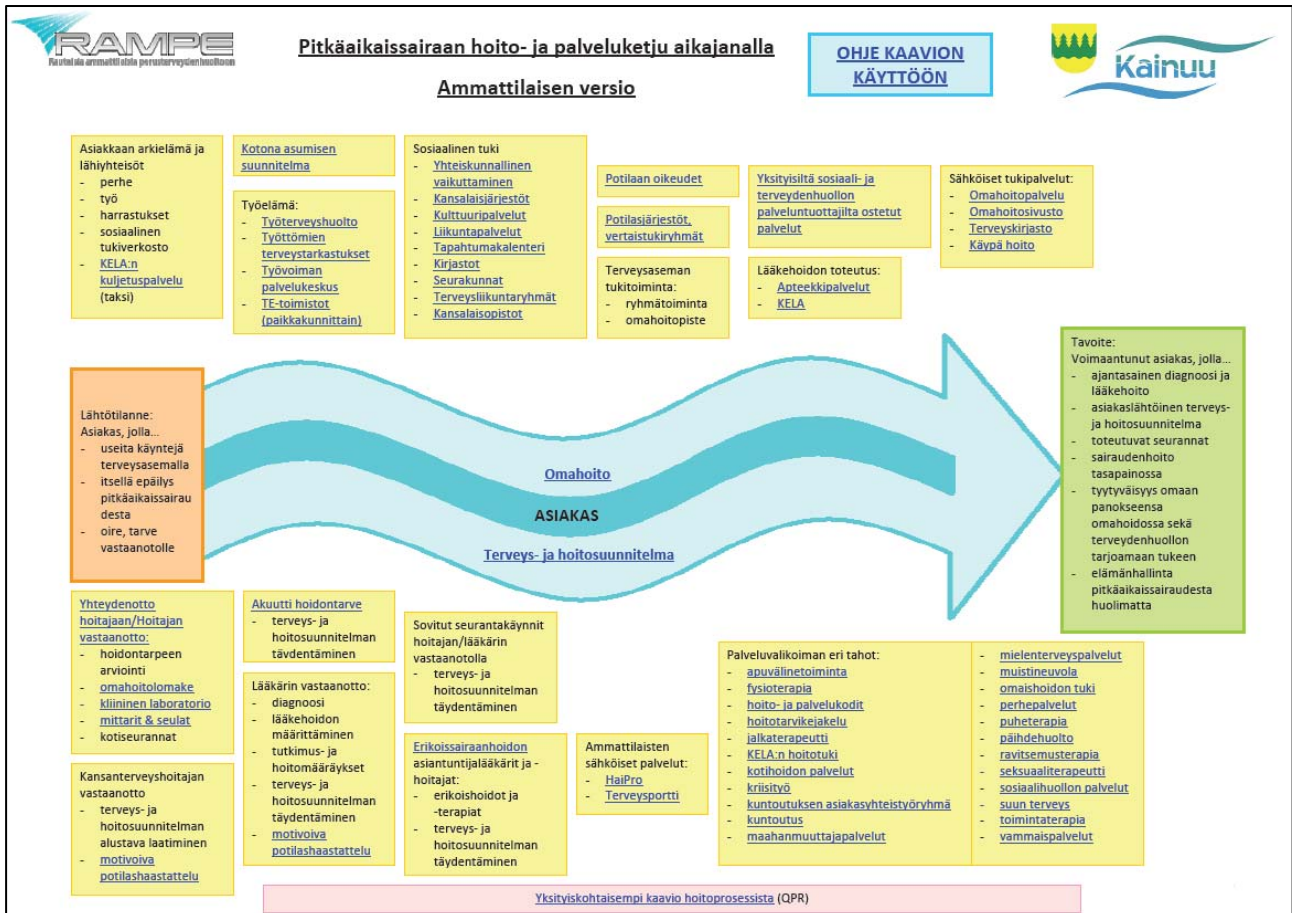 RAMPE
Rautaisia ammattilaisia perusterveydenhuoltoon
Pitkäaikaissairaan hoito- ja palveluketju aikajanalla
Ammattilaisen versio
OHJE KAAVION
KÄYTTÖÖN
Kainuu
Asiakkaan arkielämä ja
lähiyhteisöt
- perhe
- työ
- harrastukset
- sosiaalinen
tukiverkosto
- KELA:n
kuljetuspalvelu
(taksi)
Kotona asumisen
suunnitelma
Työelämä:
- Työterveyshuolto
- Työttömien
terveystarkastukset
- Työvoiman
palvelukeskus
- TE-toimistot
(paikkakunnittain)
Sosiaalinen tuki
- Yhteiskunnallinen
vaikuttaminen
- Kansalaisjärjestöt
- Kulttuuripalvelut
- Liikuntapalvelut
- Tapahtumakalenteri
- Kirjastot
- Seurakunnat
- Terveysliikuntaryhmät
- Kansalaisopistot
Potilaan oikeudet
Potilasjärjestöt,
vertaistukiryhmät
Terveysaseman
tukitoiminta:
- ryhmätoiminta
- omahoitopiste
Yksityisiltä sosiaali- ja
terveydenhuollon
palveluntuottajilta ostetut
palvelut
Lääkehoidon toteutus:
- Apteekkipalvelut
- KELA
Sähköiset tukipalvelut:
- Omahoitopalvelu
- Omahoitosivusto
- Terveyskirjasto
- Käypä hoito
Lähtötilanne:
Asiakas, jolla…
- useita käyntejä
terveysasemalla
- itsellä epäilys
pitkäaikaissairau
desta
- oire, tarve
vastaanotolle
Omahoito
ASIAKAS
Terveys- ja hoitosuunnitelma
Tavoite:
Voimaantunut asiakas, jolla…
- ajantasainen diagnoosi ja
lääkehoito
- asiakaslähtöinen terveys-
ja hoitosuunnitelma
- toteutuvat seurannat
- sairaudenhoito
tasapainossa
- tyytyväisyys omaan
panokseensa
omahoidossa sekä
terveydenhuollon
tarjoamaan tukeen
- elämänhallinta
pitkäaikaissairaudesta
huolimatta
Yhteydenotto
hoitajaan/Hoitajan
vastaanotto:
- hoidontarpeen
arviointi
- omahoitolomake
- kliininen laboratorio
- mittarit & seulat
- kotiseurannat
Kansanterveyshoitajan
vastaanotto
- terveys- ja
hoitosuunnitelman
alustava laatiminen
- motivoiva
potilashaastattelu
Akuutti hoidontarve
- terveys- ja
hoitosuunnitelman
täydentäminen
Lääkärin vastaanotto:
- diagnoosi
- lääkehoidon
määrittäminen
- tutkimus- ja
hoitomääräykset
- terveys- ja
hoitosuunnitelman
täydentäminen
- motivoiva
potilashaastattelu
Sovitut seurantakäynnit
hoitajan/lääkärin
vastaanotolla
- terveys- ja
hoitosuunnitelman
täydentäminen
Erikoissairaanhoidon
asiantuntijalääkärit ja -
hoitajat:
- erikoishoidot ja
-terapiat
- terveys- ja
hoitosuunnitelman
täydentäminen
Ammattilaisten
sähköiset palvelut:
- HaiPro
- Terveysportti
Palveluvalikoiman eri tahot:
- apuvälinetoiminta
- fysioterapia
- hoito- ja palvelukodit
- hoitotarvikejakelu
- jalkaterapeutti
- KELA:n hoitotuki
- kotihoidon palvelut
- kriisityö
- kuntoutuksen asiakasyhteistyöryhmä
- kuntoutus
- maahanmuuttajapalvelut
- mielenterveyspalvelut
- muistineuvola
- omaishoidon tuki
- perhepalvelut
- puheterapia
- päihdehuolto
- ravitsemusterapia
- seksuaaliterapeutti
- sosiaalihuollon palvelut
- suun terveys
- toimintaterapia
- vammaispalvelut
Yksityiskohtaisempi kaavio hoitoprosessista (QPR)